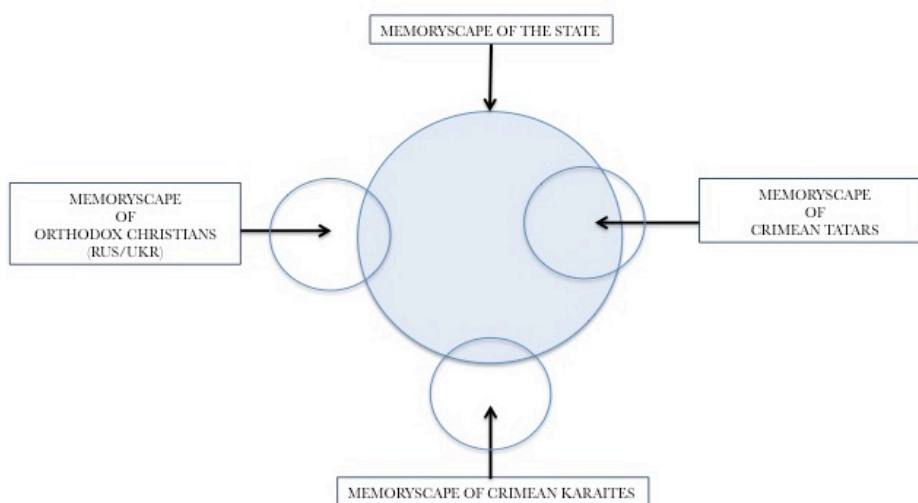 MEMORYSCAPE OF THE STATE
MEMORYSCAPE
OF
ORTHODOX CHRISTIANS
(RUS/UKR)
MEMORYSCAPE
OF
CRIMEAN TATARS
MEMORYSCAPE OF CRIMEAN KARAITES